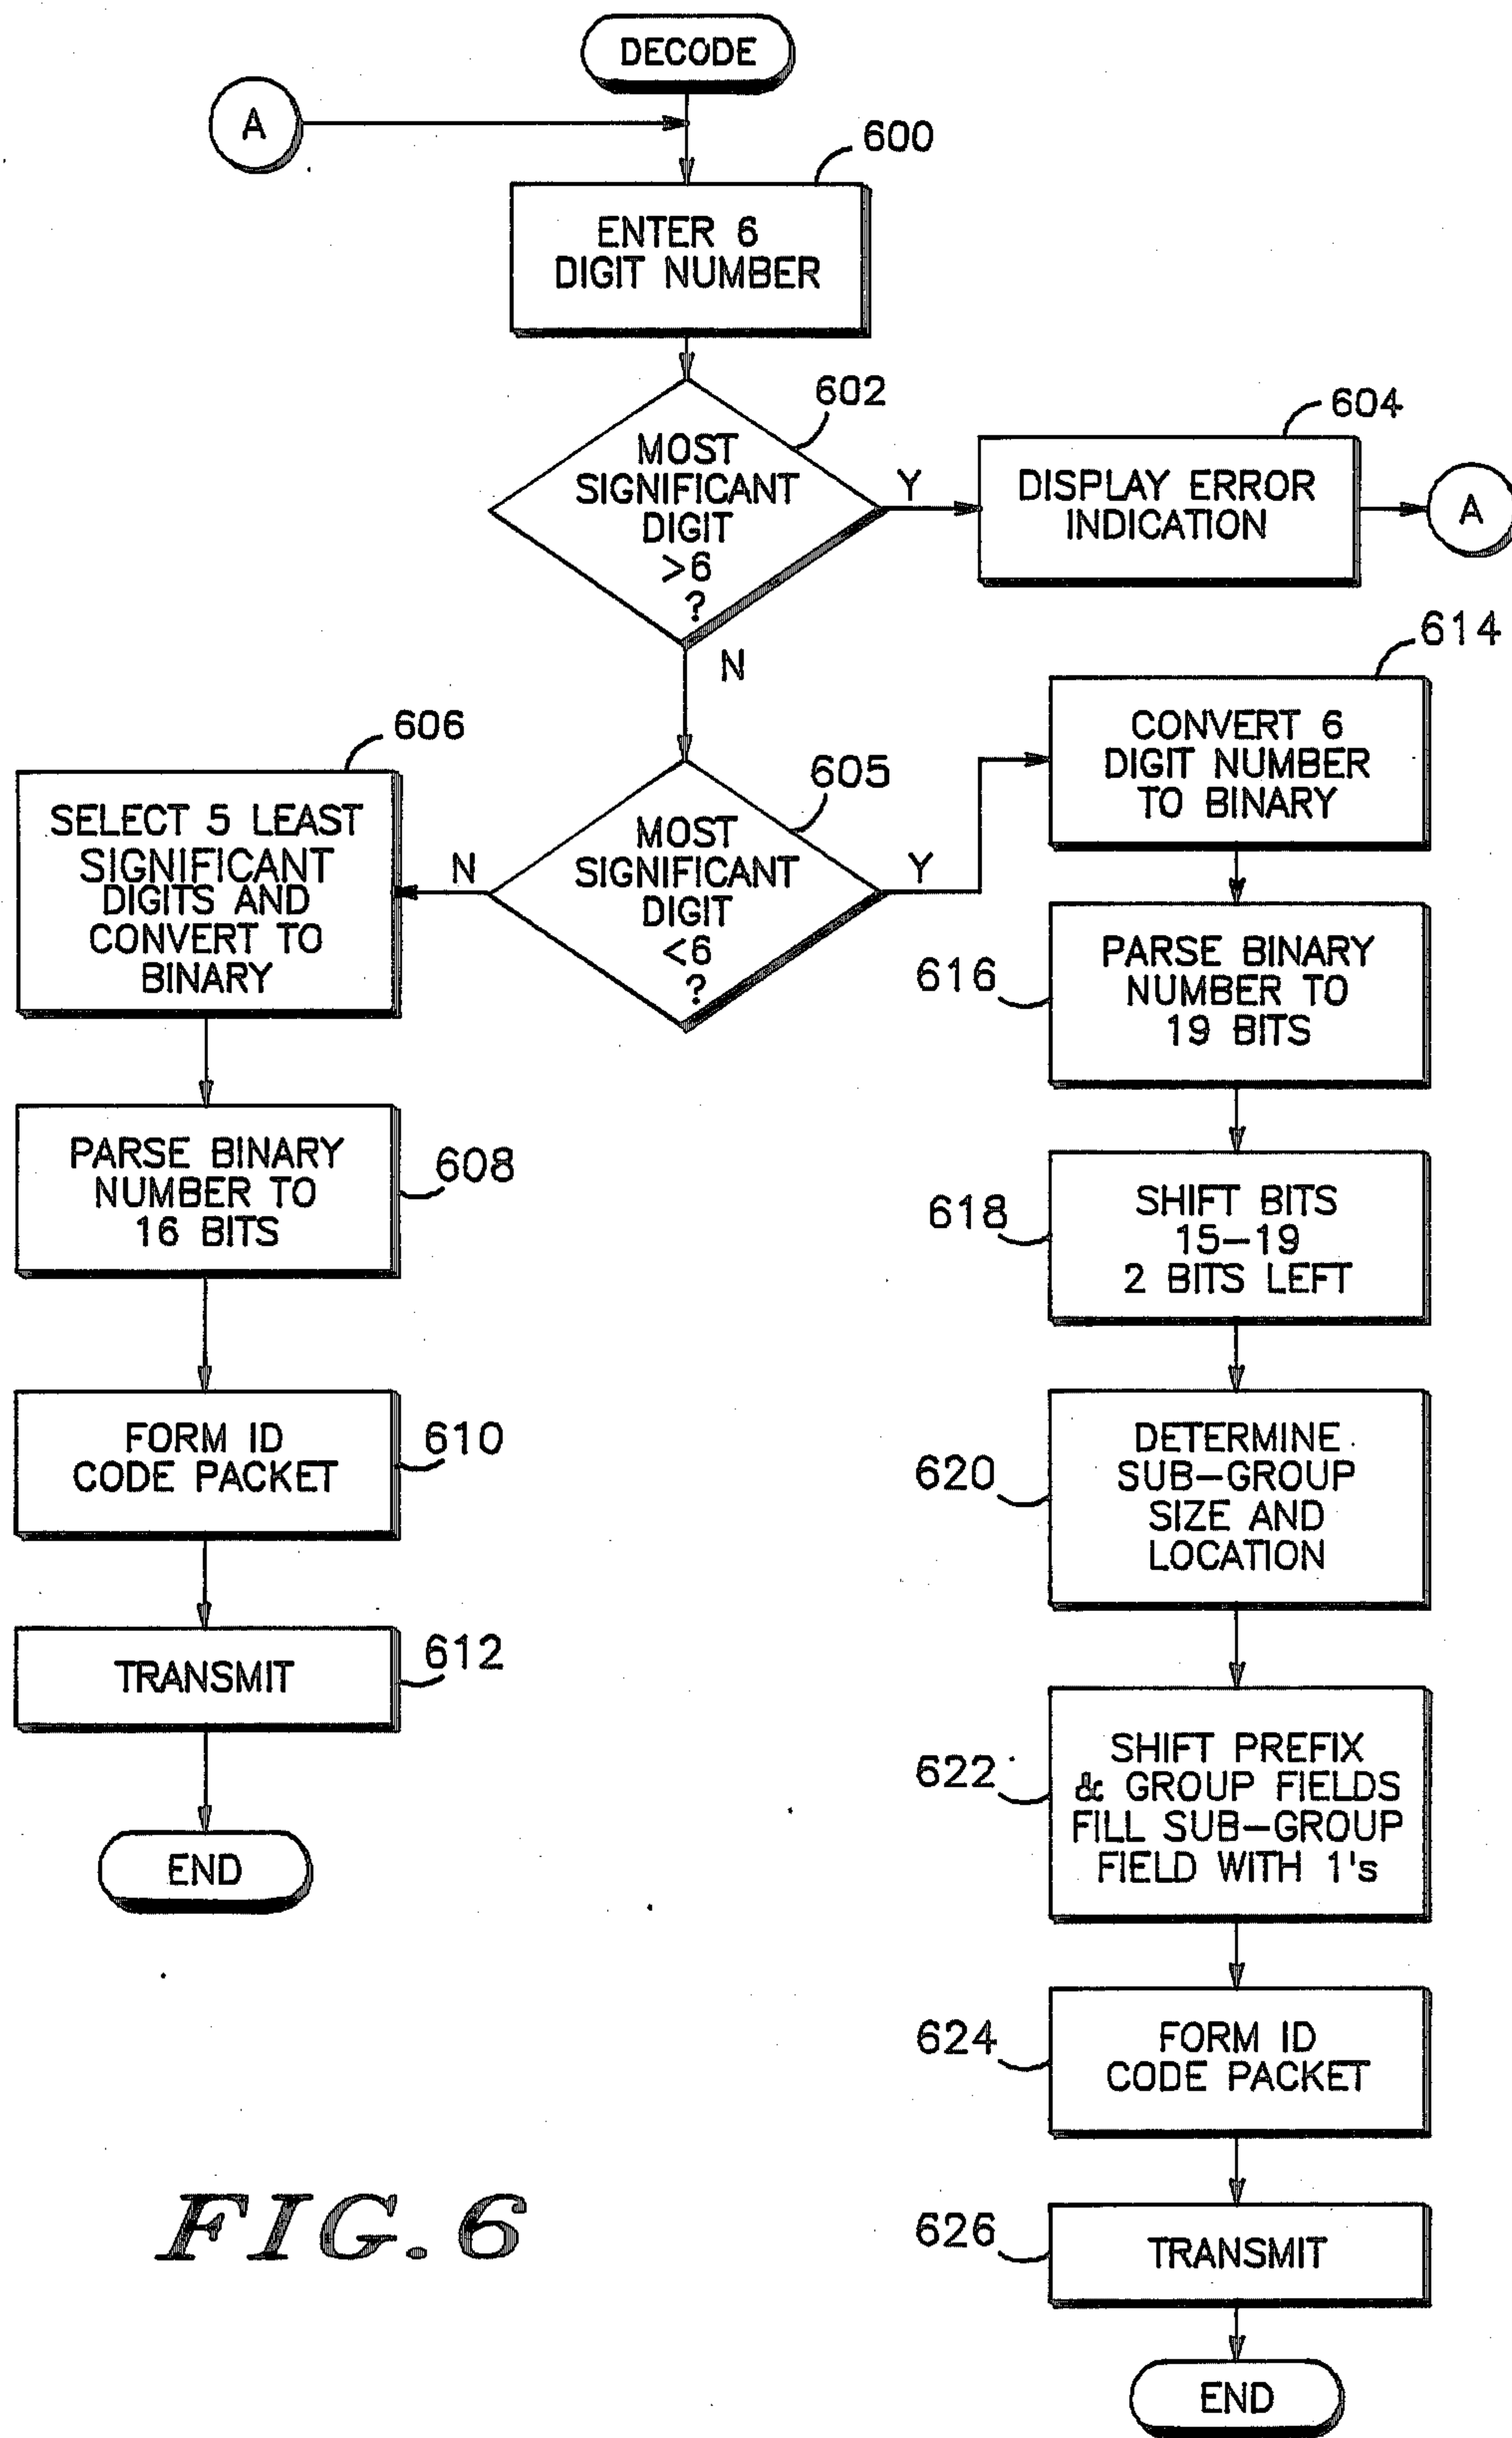 DECODE
A
600
ENTER 6
DIGIT NUMBER
602
MOST
SIGNIFICANT
DIGIT
>6
?
Y
N
604
DISPLAY ERROR
INDICATION
A
605
MOST
SIGNIFICANT
DIGIT
<6
?
N
Y
606
SELECT 5 LEAST
SIGNIFICANT
DIGITS AND
CONVERT TO
BINARY
608
PARSE BINARY
NUMBER TO
16 BITS
610
FORM ID
CODE PACKET
612
TRANSMIT
END
614
CONVERT 6
DIGIT NUMBER
TO BINARY
616
PARSE BINARY
NUMBER TO
19 BITS
618
SHIFT BITS
15-19
2 BITS LEFT
620
DETERMINE
SUB-GROUP
SIZE AND
LOCATION
622
SHIFT PREFIX
& GROUP FIELDS
FILL SUB-GROUP
FIELD WITH 1's
624
FORM ID
CODE PACKET
626
TRANSMIT
END
FIG. 6